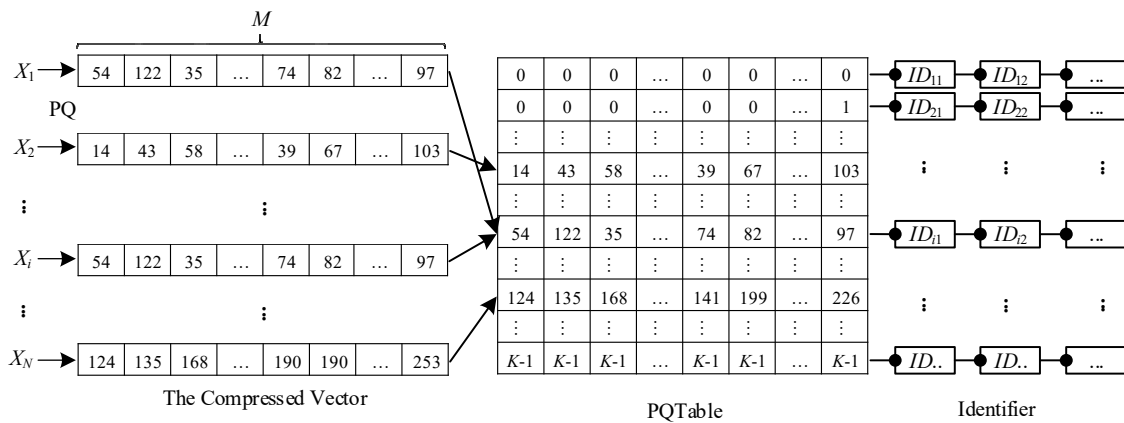 M
X1 54 122 35 … 74 82 … 97
PQ
X2 14 43 58 … 39 67 … 103
⋮ ⋮
Xi 54 122 35 … 74 82 … 97
⋮ ⋮
XN 124 135 168 … 190 190 … 253
The Compressed Vector
0 0 0 … 0 0 … 0
0 0 0 … 0 0 … 1
⋮ ⋮ ⋮ ⋮ ⋮ ⋮ ⋮ ⋮
14 43 58 … 39 67 … 103
⋮ ⋮ ⋮ ⋮ ⋮ ⋮ ⋮ ⋮
54 122 35 … 74 82 … 97
⋮ ⋮ ⋮ ⋮ ⋮ ⋮ ⋮ ⋮
124 135 168 … 141 199 … 226
⋮ ⋮ ⋮ ⋮ ⋮ ⋮ ⋮ ⋮
K-1 K-1 K-1 … K-1 K-1 … K-1
PQTable
ID11 ID12 ...
ID21 ID22 ...
⋮ ⋮ ⋮
IDi1 IDi2 ...
⋮ ⋮ ⋮
ID.. ID.. ...
Identifier